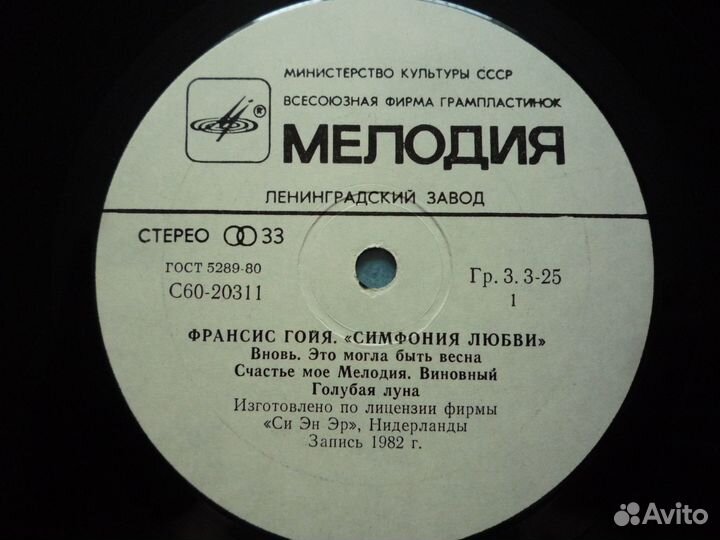 МИНИСТЕРСТВО КУЛЬТУРЫ СССР
ВСЕСОЮЗНАЯ ФИРМА ГРАМПЛАСТИНОК
®
МЕЛОДИЯ
ЛЕНИНГРАДСКИЙ ЗАВОД
СТЕРЕО 33
ГОСТ 5289-80
С60-20311
Гр. 3. 3-25
1
ФРАНСИС ГОЙЯ. «СИМФОНИЯ ЛЮБВИ»
Вновь. Это могла быть весна
Счастье мое Мелодия. Виновный
Голубая луна
Изготовлено по лицензии фирмы
«Си Эн Эр», Нидерланды
Запись 1982 г.
Avito